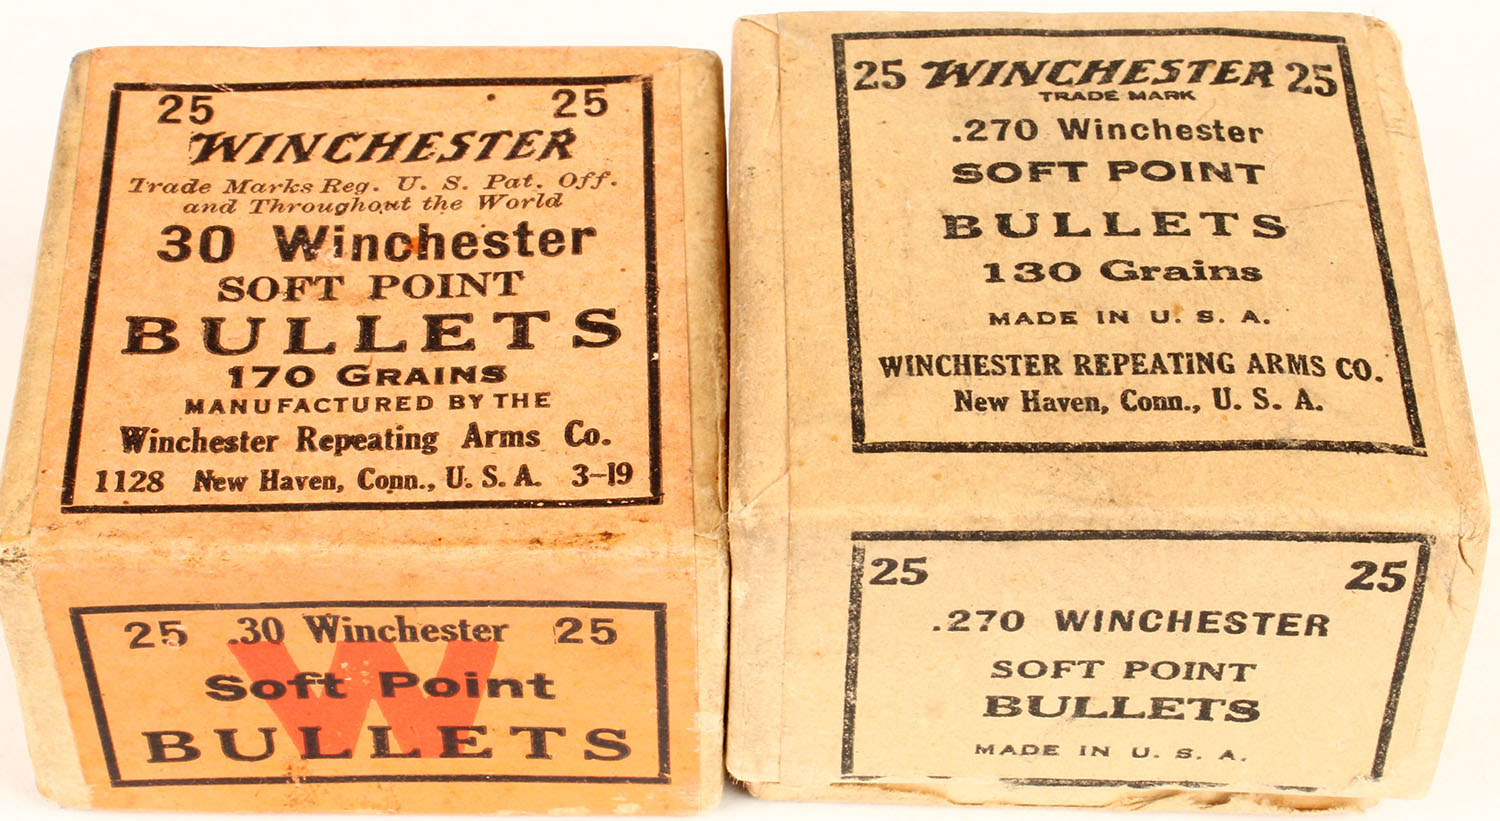 25 25
WINCHESTER
Trade Marks Reg. U. S. Pat. Off.
and Throughout the World
30 Winchester
SOFT POINT
BULLETS
170 GRAINS
MANUFACTURED BY THE
Winchester Repeating Arms Co.
1128 New Haven, Conn., U. S. A. 3-19
25 .30 Winchester 25
W
Soft Point
BULLETS
25 WINCHESTER 25
TRADE MARK
.270 Winchester
SOFT POINT
BULLETS
130 Grains
MADE IN U. S. A.
WINCHESTER REPEATING ARMS CO.
New Haven, Conn., U. S. A.
25 25
.270 WINCHESTER
SOFT POINT
BULLETS
MADE IN U. S. A.